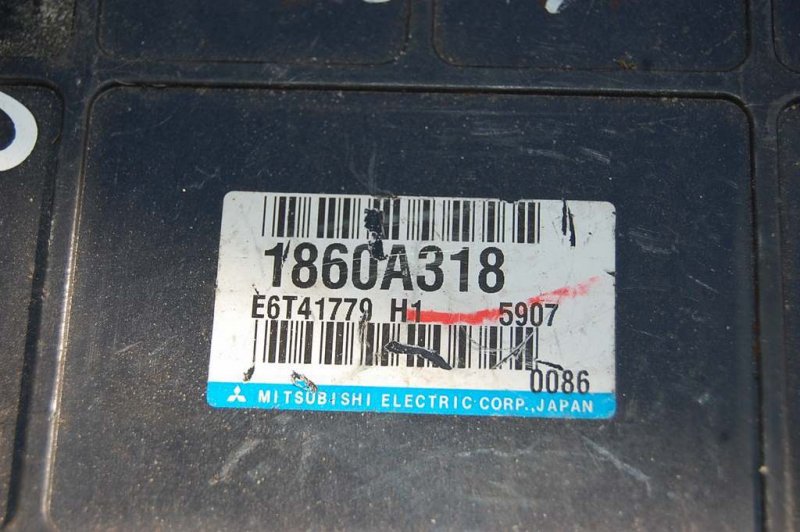 1860A318
E6T41779 H1 5907
0086
MITSUBISHI ELECTRIC CORP., JAPAN